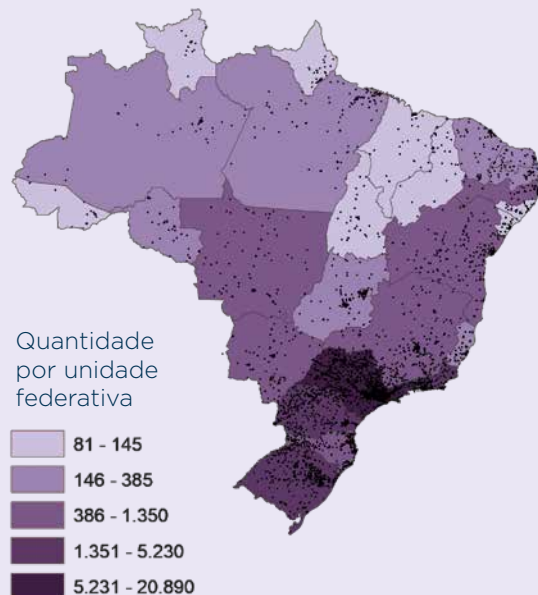 Quantidade
por unidade
federativa
81 - 145
146 - 385
386 - 1.350
1.351 - 5.230
5.231 - 20.890